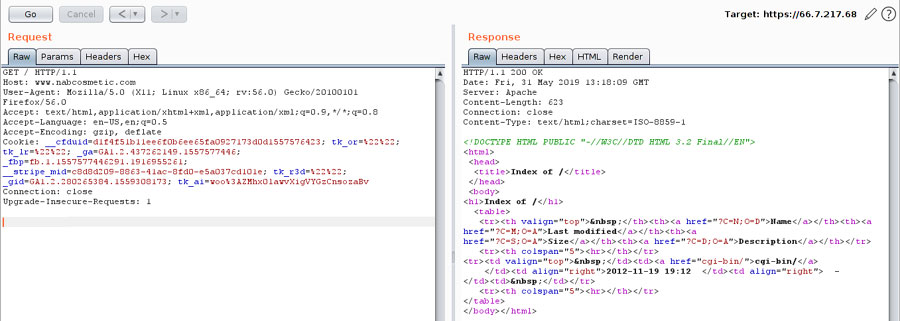 Go
Cancel
<
>
Target: https://66.7.217.68
?
Request
Raw Params Headers Hex
GET / HTTP/1.1
Host: www.nabcosmetic.com
User-Agent: Mozilla/5.0 (X11; Linux x86_64; rv:56.0) Gecko/20100101
Firefox/56.0
Accept: text/html,application/xhtml+xml,application/xml;q=0.9,*/*;q=0.8
Accept-Language: en-US,en;q=0.5
Accept-Encoding: gzip, deflate
Cookie: __cfduid=d1f4f51b11ee6f0b6ee65fa0927173d0d1557576423; tk_or=%22%22;
tk_lr=%22%22; _ga=GA1.2.437262149.1557577446;
_fbp=fb.1.1557577446291.1916955261;
__stripe_mid=c8d8d209-8863-41ac-8fd0-e5a037cd101e; tk_r3d=%22%22;
_gid=GA1.2.280265384.1559308173; tk_ai=woo%3AZMhxO1awvXigVYGzCnsozaBv
Connection: close
Upgrade-Insecure-Requests: 1
Response
Raw Headers Hex HTML Render
HTTP/1.1 200 OK
Date: Fri, 31 May 2019 13:18:09 GMT
Server: Apache
Content-Length: 623
Connection: close
Content-Type: text/html;charset=ISO-8859-1
<!DOCTYPE HTML PUBLIC "-//W3C//DTD HTML 3.2 Final//EN">
<html>
<head>
<title>Index of /</title>
</head>
<body>
<h1>Index of /</h1>
<table>
<tr><th valign="top">&nbsp;</th><th><a href="?C=N;O=D">Name</a></th><th><a
href="?C=M;O=A">Last modified</a></th><th><a
href="?C=S;O=A">Size</a></th><th><a href="?C=D;O=A">Description</a></th></tr>
<tr><th colspan="5"><hr></th></tr>
<tr><td valign="top">&nbsp;</td><td><a href="cgi-bin/">cgi-bin/</a>
</td><td align="right">2012-11-19 19:12 </td><td align="right"> -
</td><td>&nbsp;</td></tr>
<tr><th colspan="5"><hr></th></tr>
</table>
</body></html>